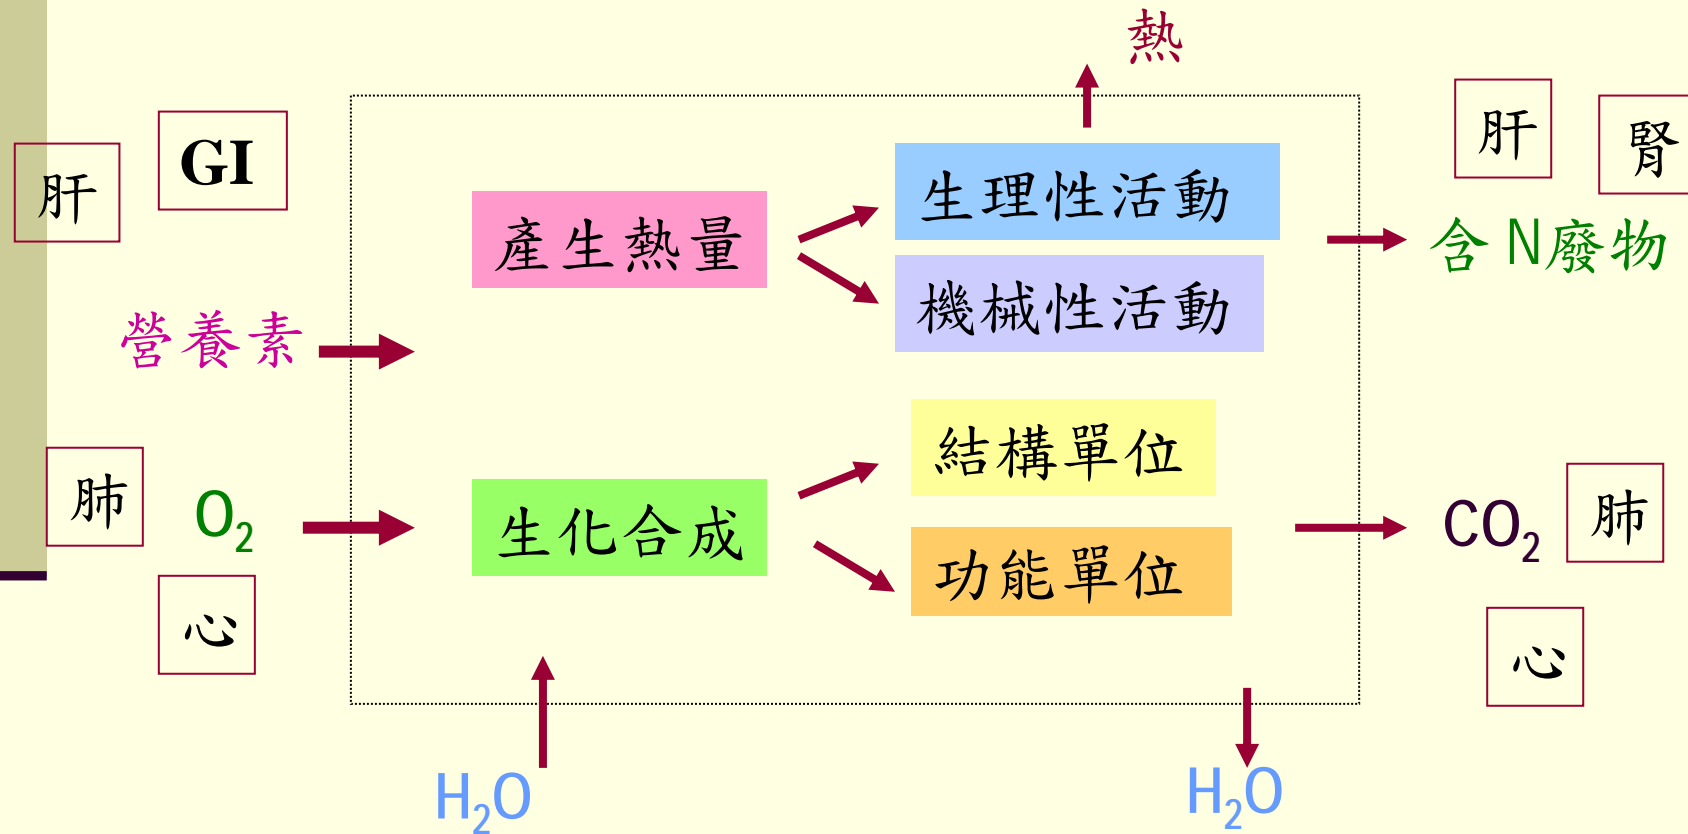 熱
肝
GI
肝
腎
生理性活動
產生熱量
含N廢物
機械性活動
營養素
結構單位
肺
O₂
生化合成
CO₂
肺
功能單位
心
心
H₂O
H₂O